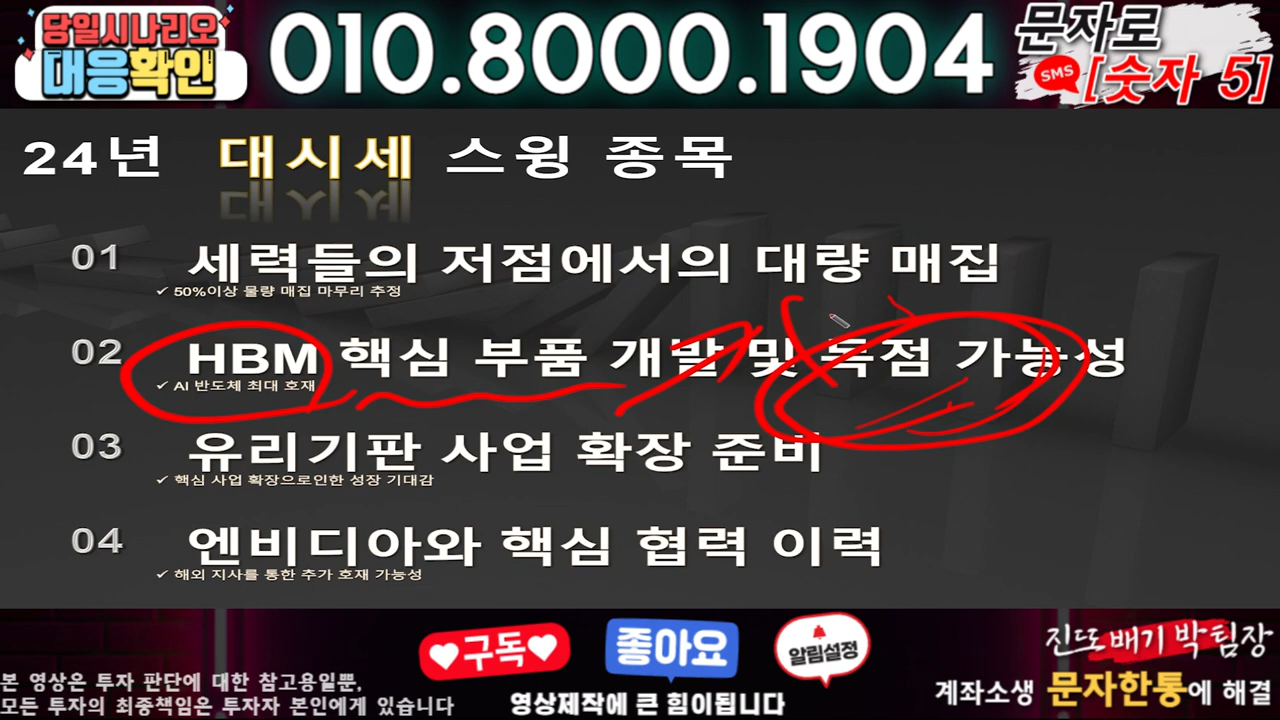 당일시나리오
대응확인
010.8000.1904
문자로
SMS
[숫자 5]
24년 대시세 스윙 종목
01 세력들의 저점에서의 대량 매집
✓ 50%이상 물량 매집 마무리 추정
02 HBM 핵심 부품 개발 및 독점 가능성
✓ AI 반도체 최대 호재
03 유리기판 사업 확장 준비
✓ 핵심 사업 확장으로인한 성장 기대감
04 엔비디아와 핵심 협력 이력
✓ 해외 지사를 통한 추가 호재 가능성
본 영상은 투자 판단에 대한 참고용일뿐,
모든 투자의 최종책임은 투자자 본인에게 있습니다
구독
좋아요
알림설정
영상제작에 큰 힘이됩니다
진또배기 박팀장
계좌소생 문자한통에 해결